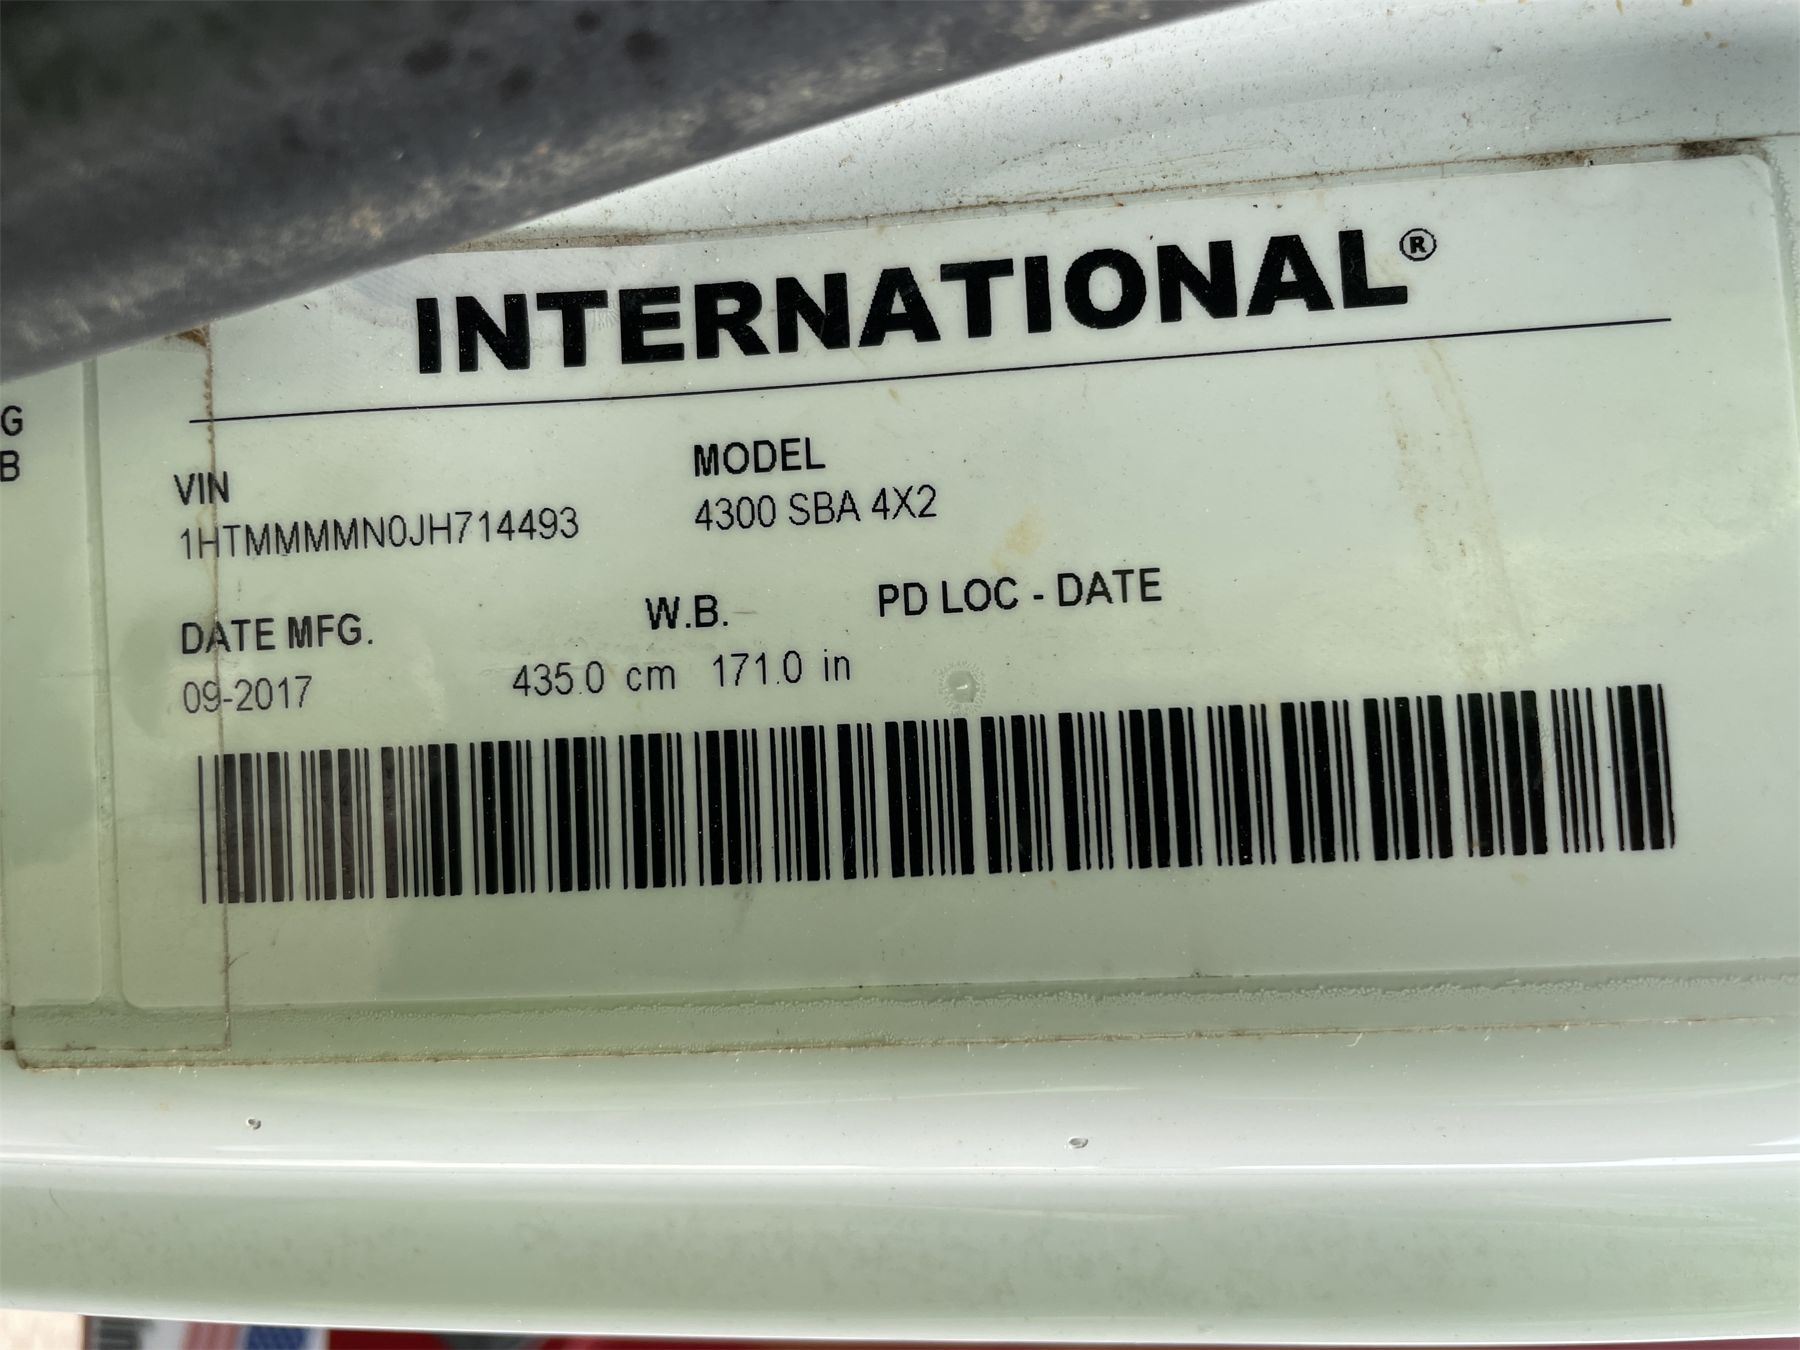 INTERNATIONAL®
G
B
VIN
MODEL
1HTMMMMN0JH714493
4300 SBA 4X2
DATE MFG.
W.B.
PD LOC - DATE
09-2017
435.0 cm 171.0 in